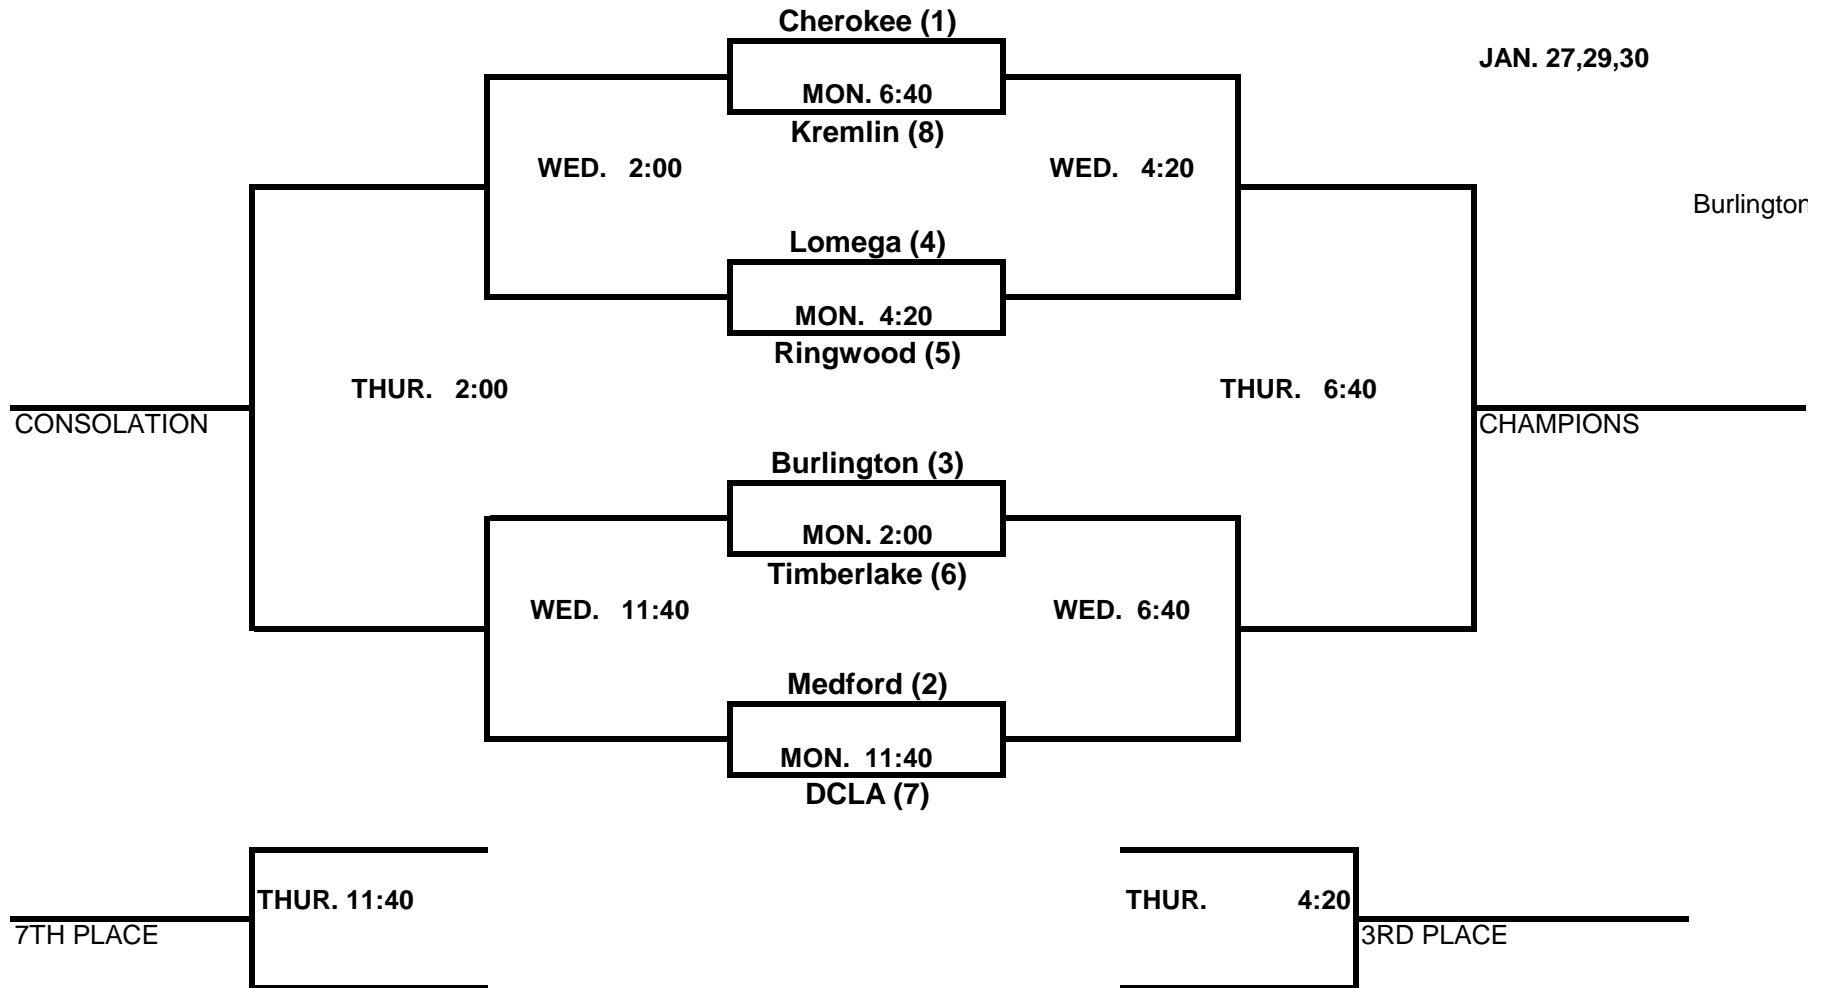 Cherokee (1)
JAN. 27,29,30
MON. 6:40
Kremlin (8)
WED. 2:00
WED. 4:20
Burlington
Lomega (4)
MON. 4:20
Ringwood (5)
THUR. 2:00
THUR. 6:40
CONSOLATION
CHAMPIONS
Burlington (3)
MON. 2:00
Timberlake (6)
WED. 11:40
WED. 6:40
Medford (2)
MON. 11:40
DCLA (7)
THUR. 11:40
THUR. 4:20
7TH PLACE
3RD PLACE